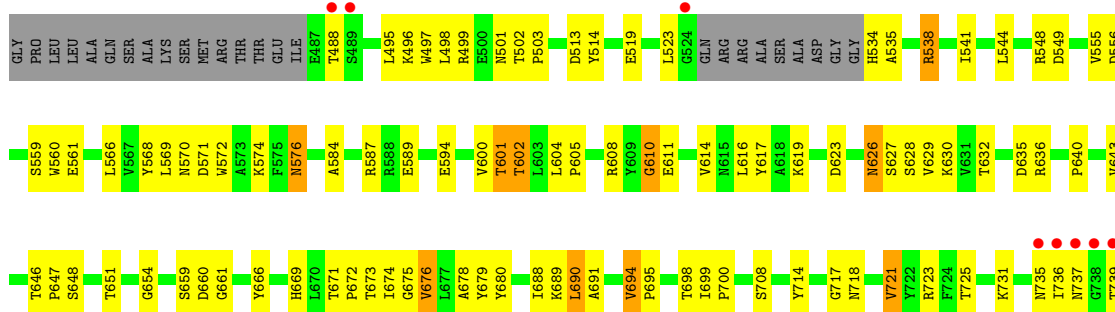 GLY PRO LEU LEU ALA GLN SER ALA LYS SER MET ARG THR THR GLU ILE E487 T488 S489 L495 K496 W497 L498 R499 E500 N501 T502 P503 D513 Y514 E519 L523 G524 GLN ARG ARG ALA SER ALA ASP GLY GLY H534 A535 R538 I541 L544 R548 D549 V555 D556
S559 W560 E561 L566 V567 Y568 L569 N570 D571 W572 A573 K574 F575 N576 A584 R587 R588 E589 E594 V600 T601 T602 L603 L604 P605 R608 Y609 G610 E611 V614 N615 L616 Y617 A618 K619 D623 N626 S627 S628 V629 K630 V631 T632 D635 R636 P640 V643
T646 P647 S648 T651 G654 S659 D660 G661 Y666 H669 L670 T671 P672 T673 I674 G675 V676 L677 A678 Y679 Y680 I688 K689 L690 A691 V694 P695 T698 I699 P700 S708 Y714 G717 N718 V721 Y722 R723 F724 T725 K731 N735 I736 N737 G738 T739